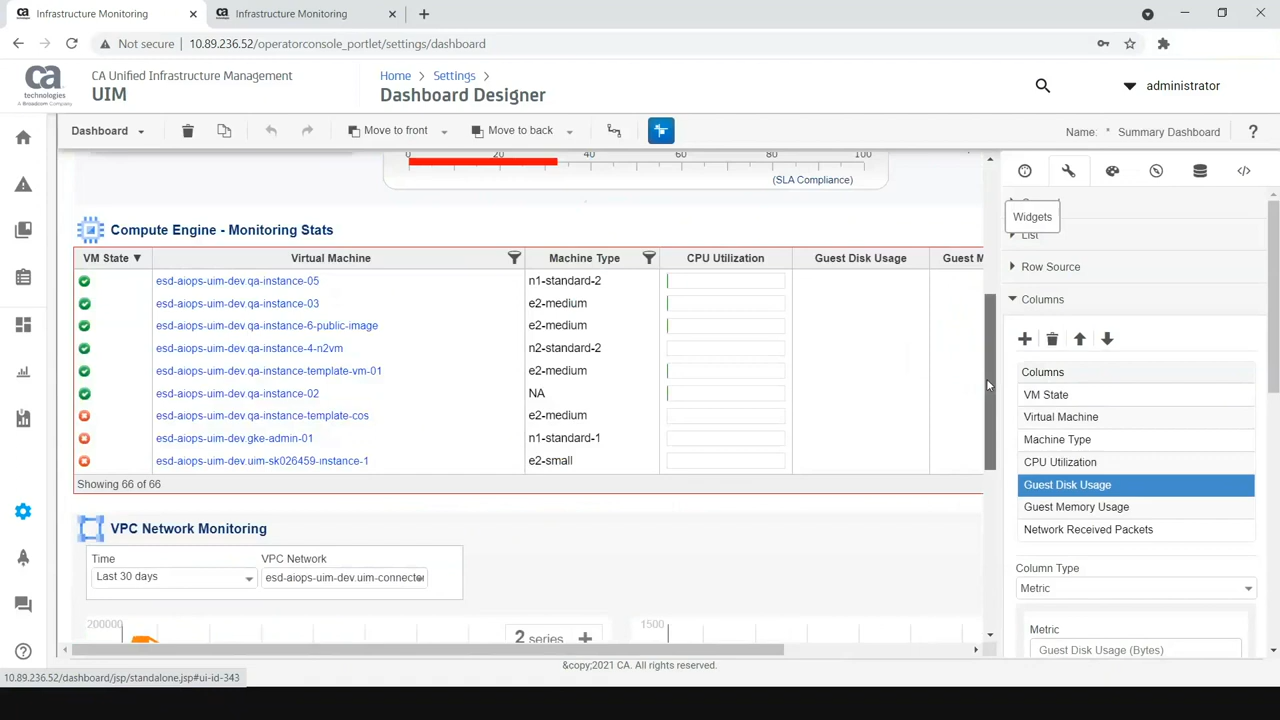 Infrastructure Monitoring
Infrastructure Monitoring
Not secure
10.89.236.52/operatorconsole_portlet/settings/dashboard
ca
technologies
A Broadcom Company
CA Unified Infrastructure Management
UIM
Home > Settings >
Dashboard Designer
administrator
Dashboard
Move to front
Move to back
Name: * Summary Dashboard
?
0 20 40 60 80 100
(SLA Compliance)
Widgets
List
Row Source
Columns
Compute Engine - Monitoring Stats
VM State ▼ Virtual Machine Machine Type CPU Utilization Guest Disk Usage Guest M
esd-aiops-uim-dev.qa-instance-05 n1-standard-2
esd-aiops-uim-dev.qa-instance-03 e2-medium
esd-aiops-uim-dev.qa-instance-6-public-image e2-medium
esd-aiops-uim-dev.qa-instance-4-n2vm n2-standard-2
esd-aiops-uim-dev.qa-instance-template-vm-01 e2-medium
esd-aiops-uim-dev.qa-instance-02 NA
esd-aiops-uim-dev.qa-instance-template-cos e2-medium
esd-aiops-uim-dev.gke-admin-01 n1-standard-1
esd-aiops-uim-dev.uim-sk026459-instance-1 e2-small
Showing 66 of 66
Columns
VM State
Virtual Machine
Machine Type
CPU Utilization
Guest Disk Usage
Guest Memory Usage
Network Received Packets
Column Type
Metric
Metric
Guest Disk Usage (Bytes)
VPC Network Monitoring
Time VPC Network
Last 30 days esd-aiops-uim-dev.uim-connecto
200000
2 series +
1500
&copy;2021 CA. All rights reserved.
10.89.236.52/dashboard/jsp/standalone.jsp#ui-id-343